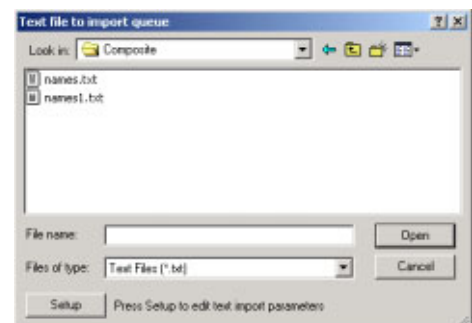 Text file to import queue
Look in: Composite
names.txt
names1.txt
File name:
Open
Files of type: Text Files (*.txt)
Cancel
Setup Press Setup to edit text import parameters